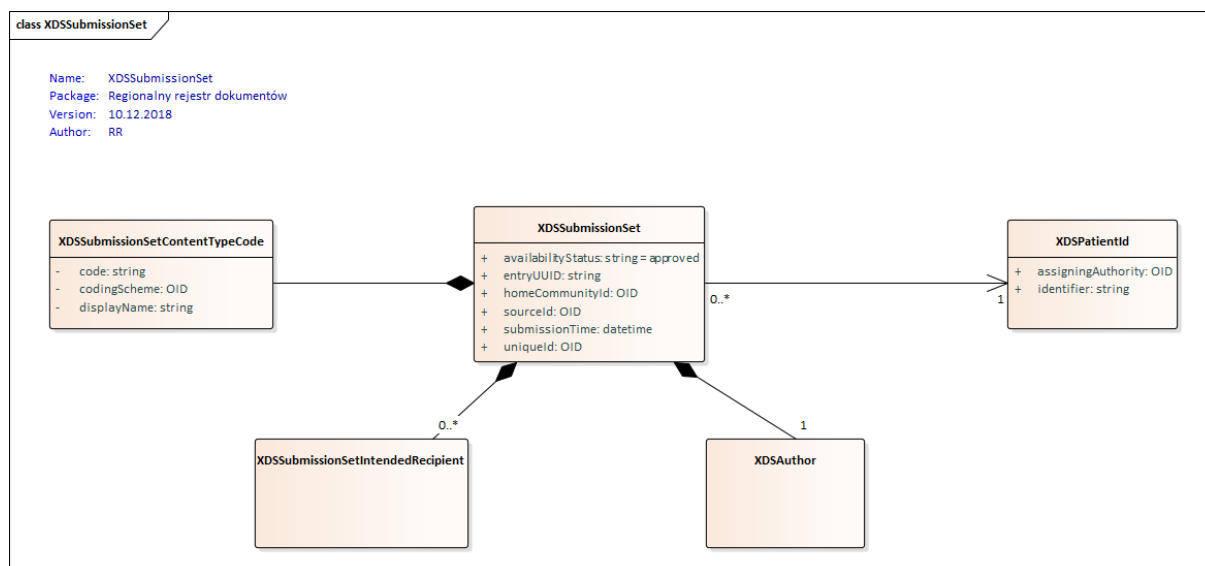 class XDSSubmissionSet
Name: XDSSubmissionSet
Package: Regionalny rejestr dokumentów
Version: 10.12.2018
Author: RR
XDSSubmissionSetContentTypeCode
- code: string
- codingScheme: OID
- displayName: string
XDSSubmissionSet
+ availabilityStatus: string = approved
+ entryUUID: string
+ homeCommunityId: OID
+ sourceId: OID
+ submissionTime: datetime
+ uniqueId: OID
0..*
1
XDSPatientId
+ assigningAuthority: OID
+ identifier: string
0..*
XDSSubmissionSetIntendedRecipient
1
XDSAuthor